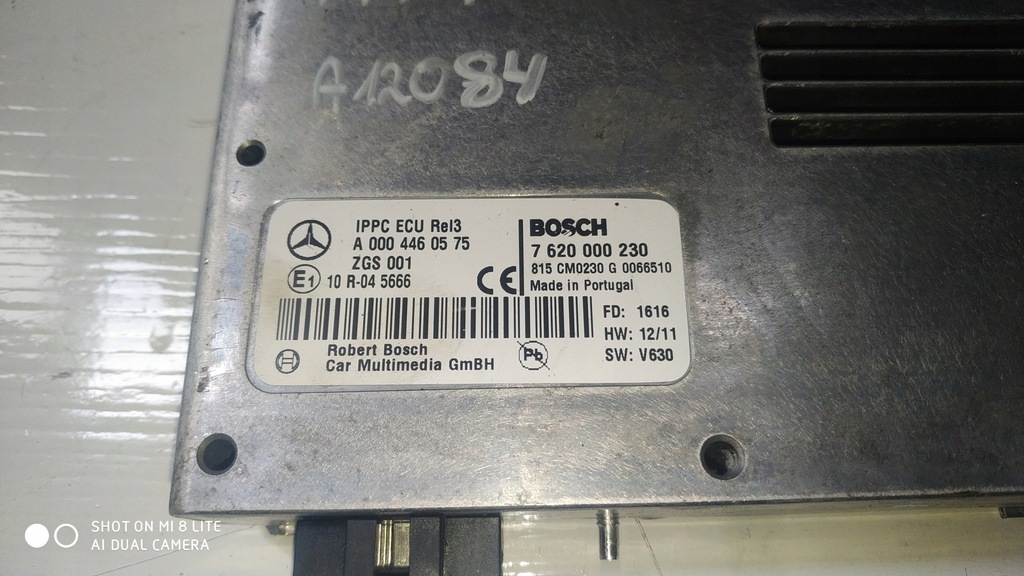 A12084
IPPC ECU Rel3
A 000 446 05 75
ZGS 001
E1 10 R-04 5666
CE
BOSCH
7 620 000 230
815 CM0230 G 0066510
Made in Portugal
FD: 1616
HW: 12/11
SW: V630
Robert Bosch
Car Multimedia GmBH
Pb
SHOT ON MI 8 LITE
AI DUAL CAMERA